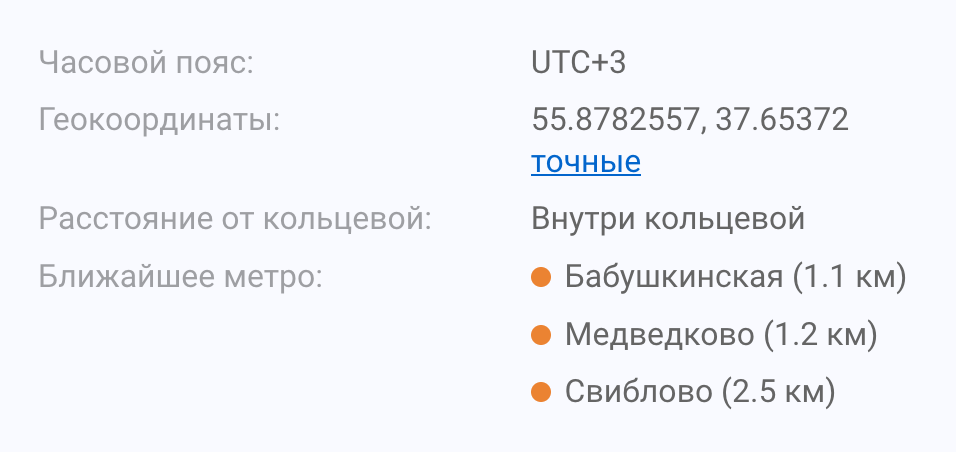 Часовой пояс: UTC+3
Геокоординаты: 55.8782557, 37.65372
точные
Расстояние от кольцевой: Внутри кольцевой
Ближайшее метро: Бабушкинская (1.1 км)
Медведково (1.2 км)
Свиблово (2.5 км)